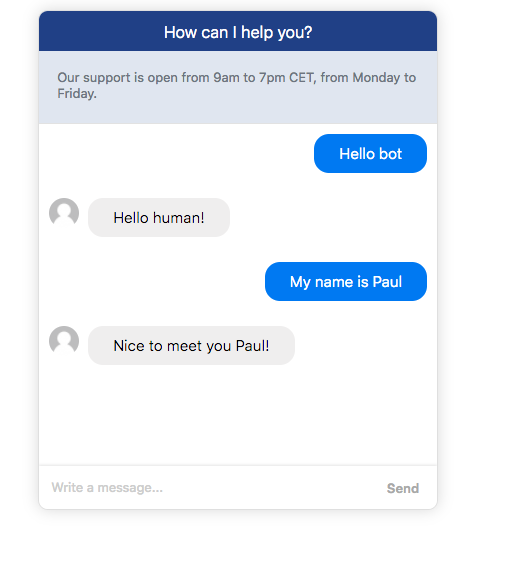 How can I help you?
Our support is open from 9am to 7pm CET, from Monday to
Friday.
Hello bot
Hello human!
My name is Paul
Nice to meet you Paul!
Write a message...
Send